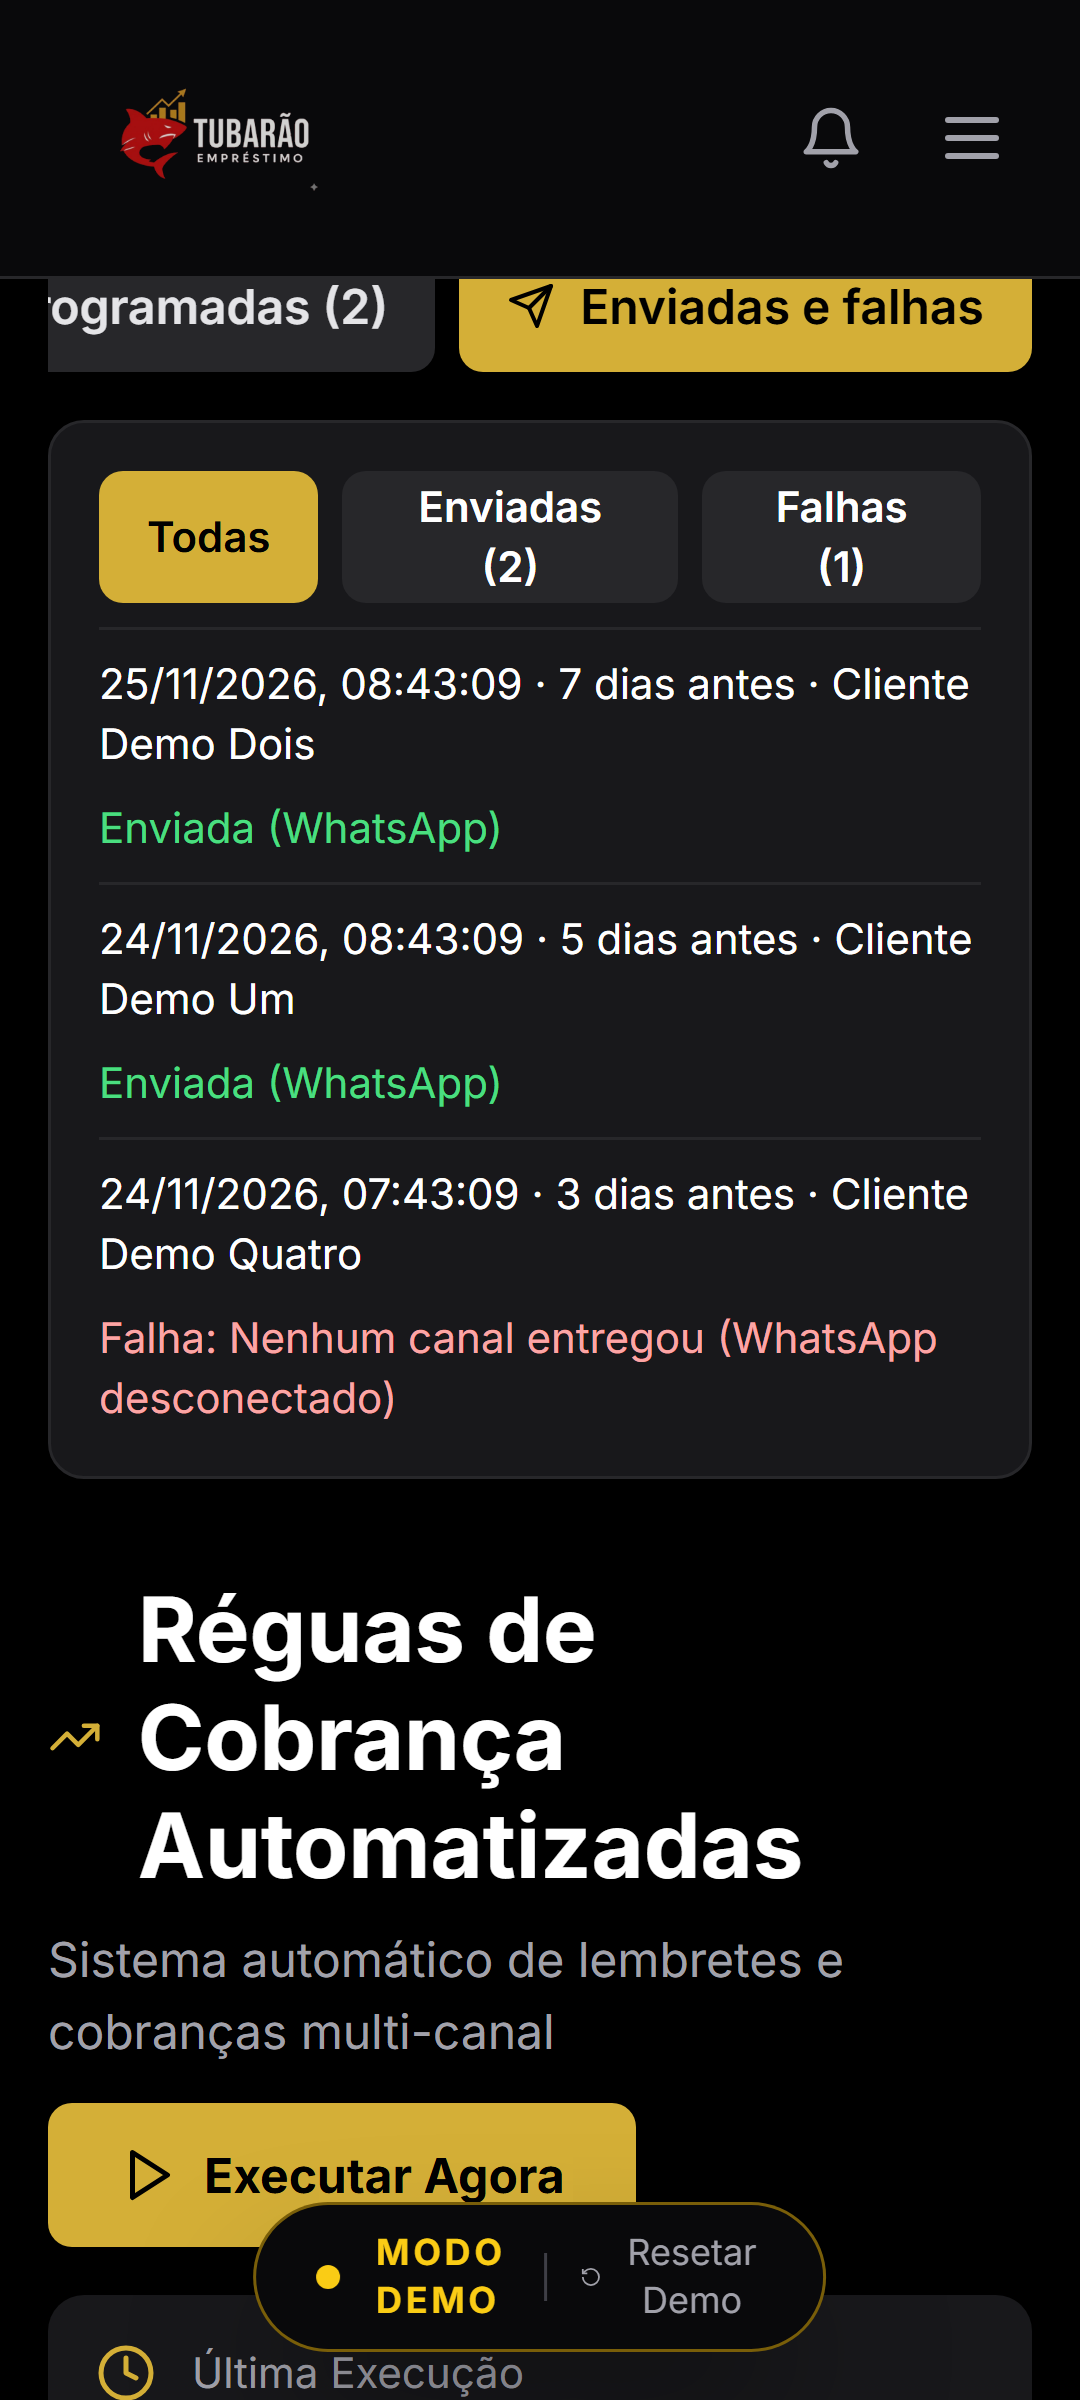 TUBARÃO
EMPRÉSTIMO
rogramadas (2)
Enviadas e falhas
Todas
Enviadas
(2)
Falhas
(1)
25/11/2026, 08:43:09 · 7 dias antes · Cliente
Demo Dois
Enviada (WhatsApp)
24/11/2026, 08:43:09 · 5 dias antes · Cliente
Demo Um
Enviada (WhatsApp)
24/11/2026, 07:43:09 · 3 dias antes · Cliente
Demo Quatro
Falha: Nenhum canal entregou (WhatsApp
desconectado)
Réguas de
Cobrança
Automatizadas
Sistema automático de lembretes e
cobranças multi-canal
Executar Agora
MODO
DEMO
Resetar
Demo
Última Execução